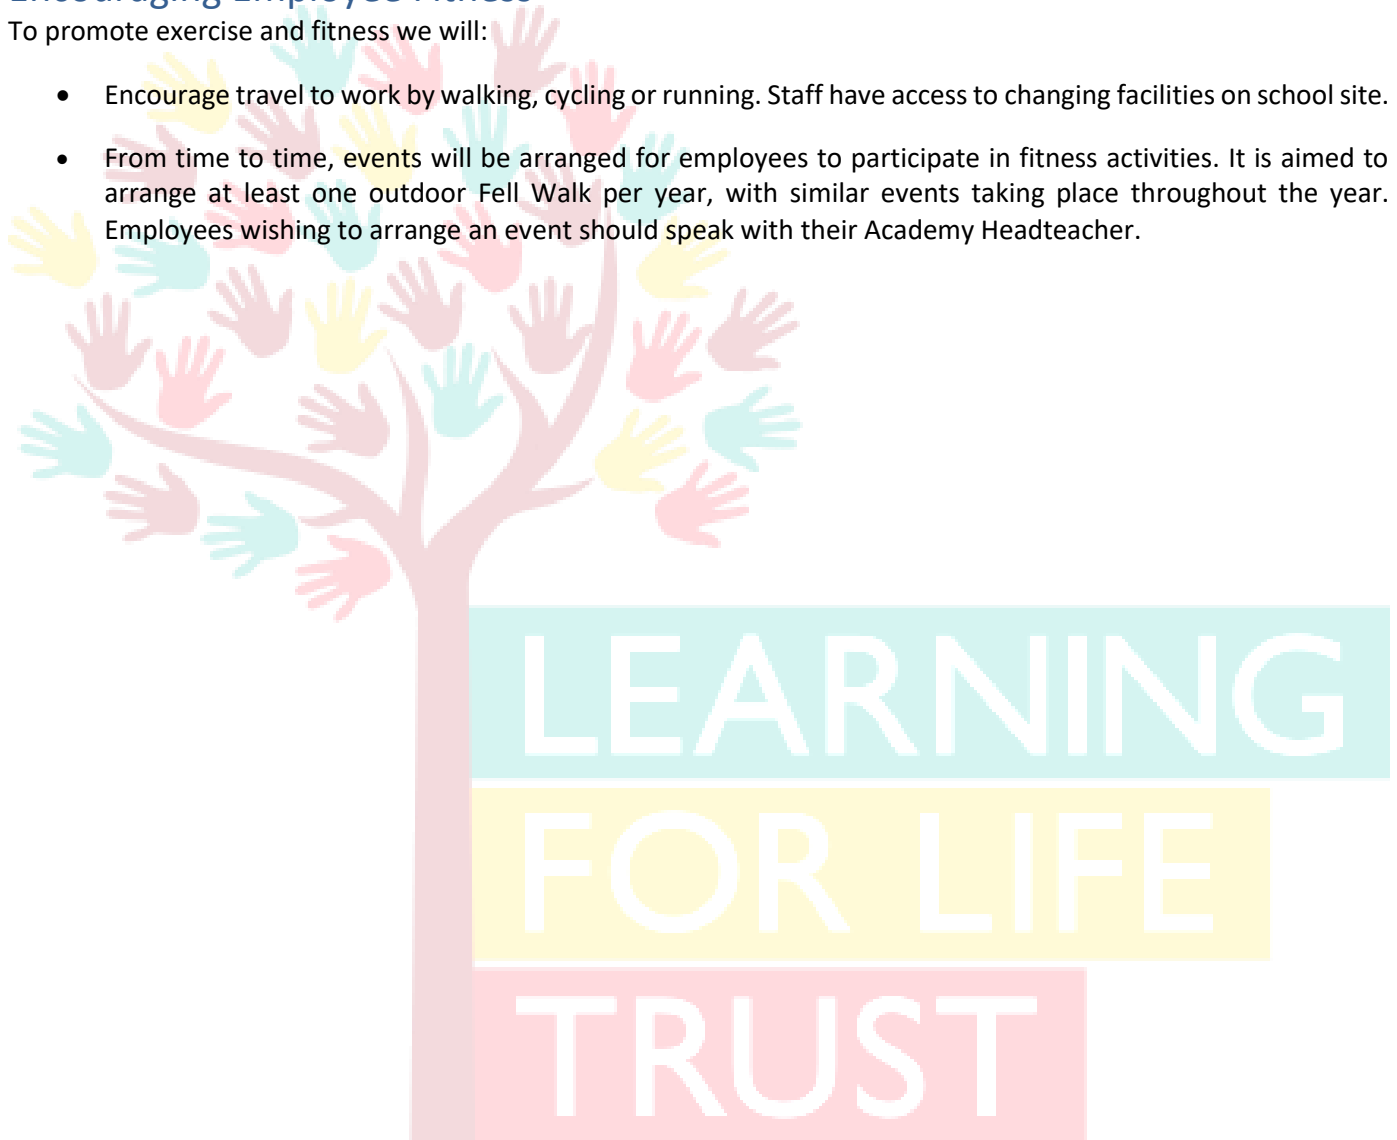 Encouraging Employee Fitness
To promote exercise and fitness we will:
• Encourage travel to work by walking, cycling or running. Staff have access to changing facilities on school site.
• From time to time, events will be arranged for employees to participate in fitness activities. It is aimed to
arrange at least one outdoor Fell Walk per year, with similar events taking place throughout the year.
Employees wishing to arrange an event should speak with their Academy Headteacher.
LEARNING
FOR LIFE
TRUST